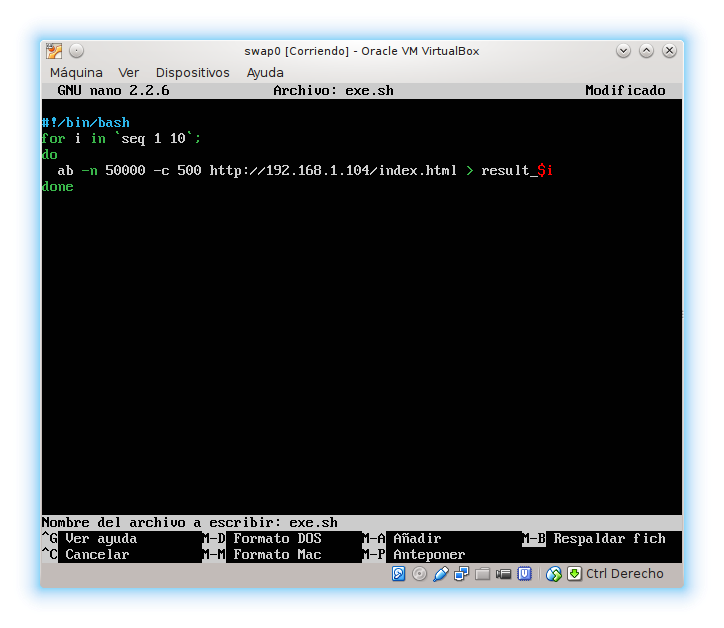 swap0 [Corriendo] - Oracle VM VirtualBox
Máquina Ver Dispositivos Ayuda
GNU nano 2.2.6 Archivo: exe.sh Modificado
#!/bin/bash
for i in `seq 1 10`;
do
ab -n 50000 -c 500 http://192.168.1.104/index.html > result_$i
done
Nombre del archivo a escribir: exe.sh
^G Ver ayuda M-D Formato DOS M-A Añadir M-B Respaldar fich
^C Cancelar M-M Formato Mac M-P Anteponer
Ctrl Derecho